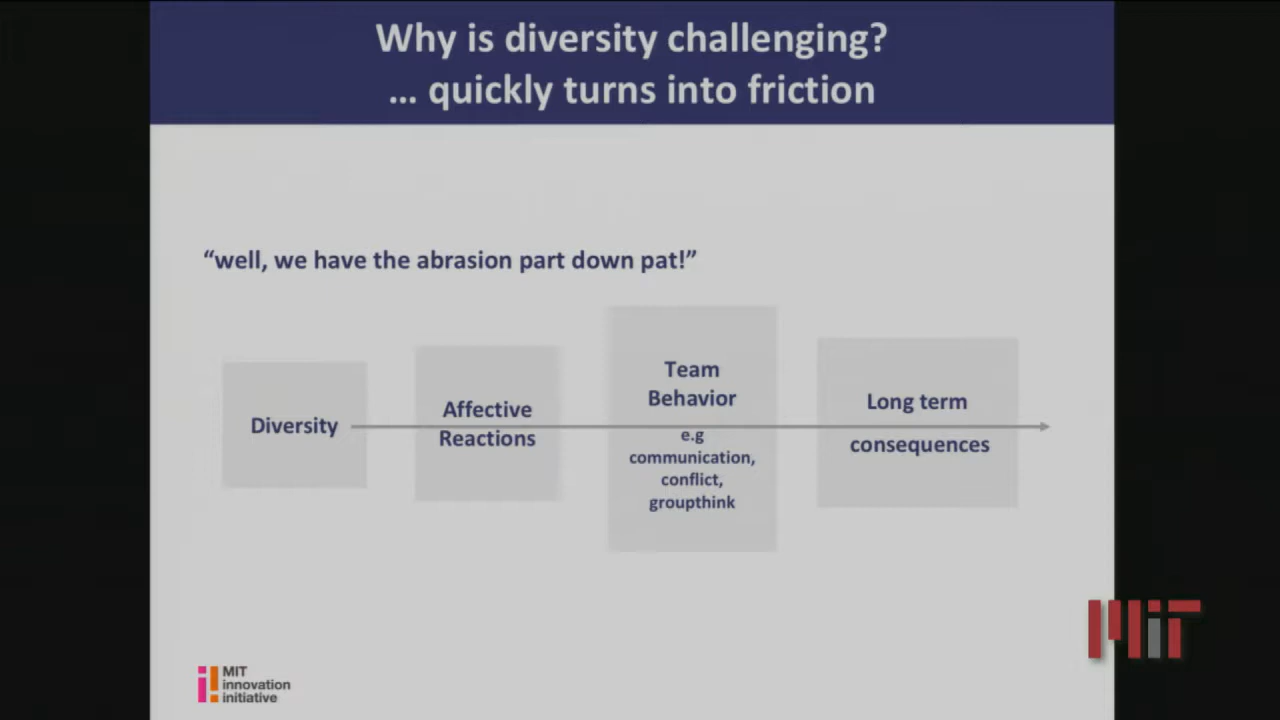 Why is diversity challenging?
... quickly turns into friction
“well, we have the abrasion part down pat!”
Diversity
Affective
Reactions
Team
Behavior
e.g
communication,
conflict,
groupthink
Long term
consequences
MIT
innovation
initiative
MIT